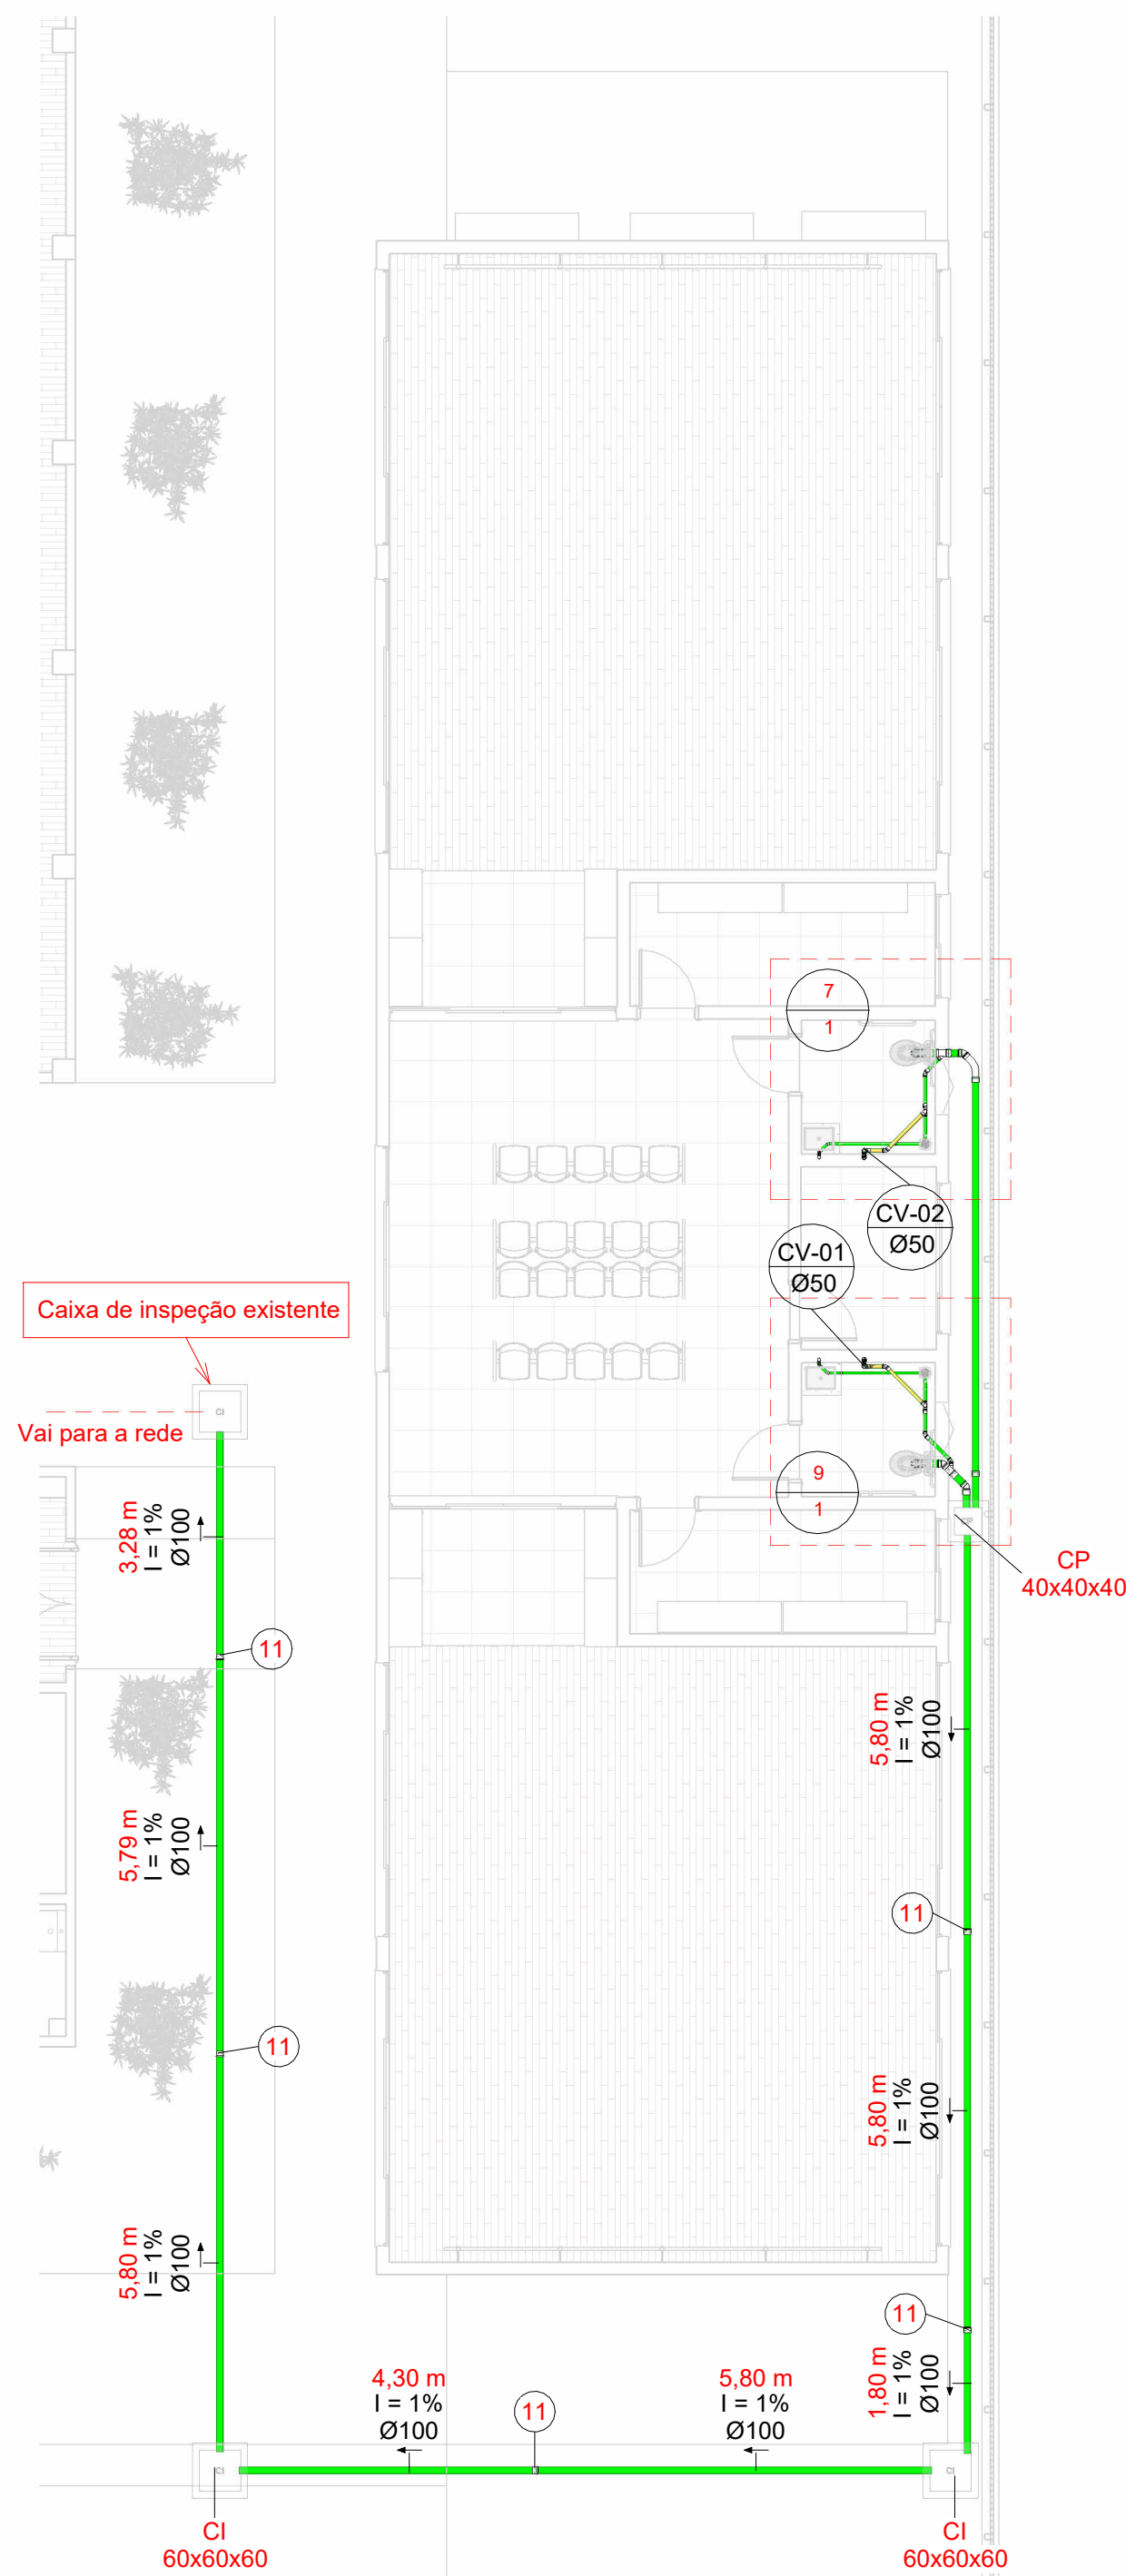 7
1
CV-02
Ø50
CV-01
Ø50
Caixa de inspeção existente
CI
Vai para a rede
9
1
CP
40x40x40
3,28 m
I = 1%
Ø100
11
5,80 m
I = 1%
Ø100
5,79 m
I = 1%
Ø100
11
11
5,80 m
I = 1%
Ø100
5,80 m
I = 1%
Ø100
11
1,80 m
I = 1%
Ø100
4,30 m
I = 1%
Ø100
11
5,80 m
I = 1%
Ø100
CI
CI
CI
60x60x60
CI
60x60x60